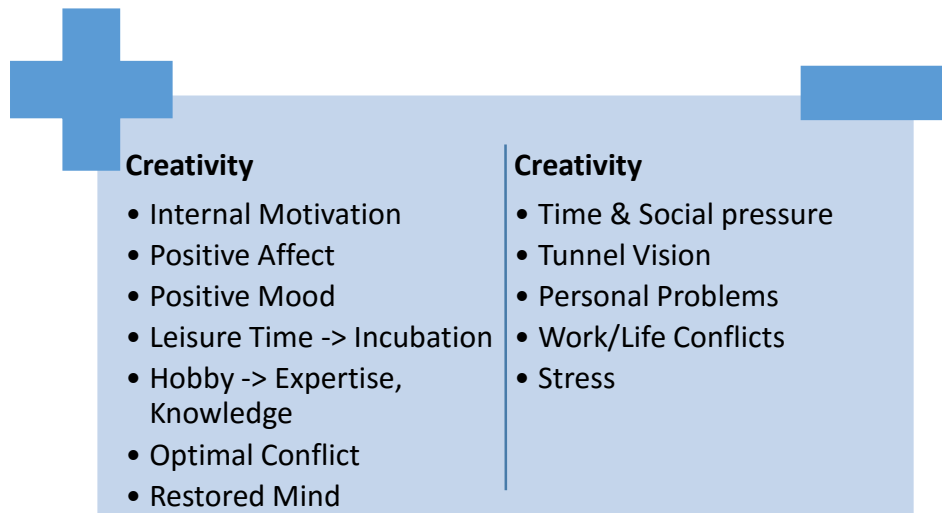 Creativity
• Internal Motivation
• Positive Affect
• Positive Mood
• Leisure Time -> Incubation
• Hobby -> Expertise,
Knowledge
• Optimal Conflict
• Restored Mind
Creativity
• Time & Social pressure
• Tunnel Vision
• Personal Problems
• Work/Life Conflicts
• Stress